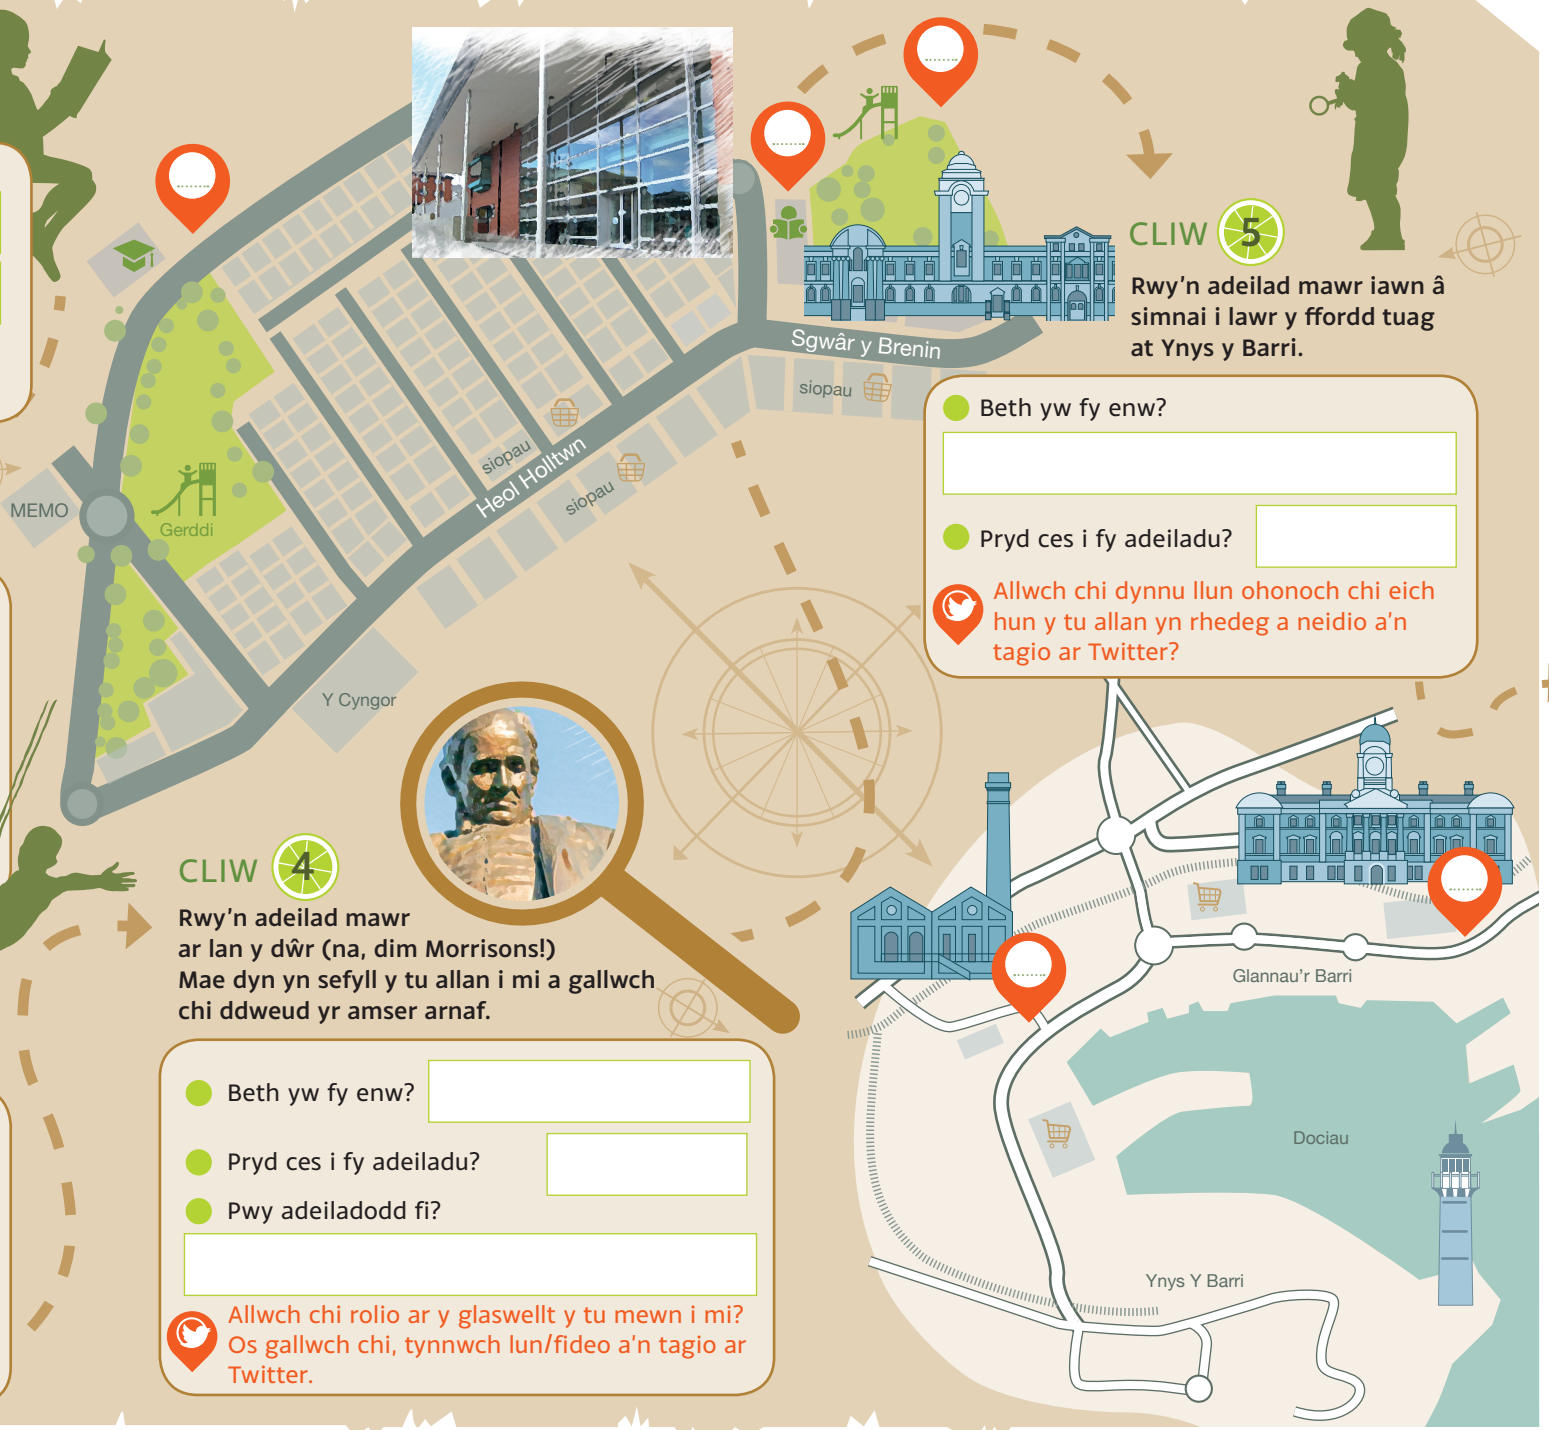 Sgwâr y Brenin
siopau
siopau
Heol Holltwn
siopau
MEMO
Gerddi
Y Cyngor
CLIW 4
Rwy'n adeilad mawr
ar lan y dŵr (na, dim Morrisons!)
Mae dyn yn sefyll y tu allan i mi a gallwch
chi ddweud yr amser arnaf.
Beth yw fy enw?
Pryd ces i fy adeiladu?
Pwy adeiladodd fi?
Allwch chi rolio ar y glaswellt y tu mewn i mi?
Os gallwch chi, tynnwch lun/fideo a'n tagio ar
Twitter.
CLIW 5
Rwy'n adeilad mawr iawn â
simnai i lawr y ffordd tuag
at Ynys y Barri.
Beth yw fy enw?
Pryd ces i fy adeiladu?
Allwch chi dynnu llun ohonoch chi eich
hun y tu allan yn rhedeg a neidio a'n
tagio ar Twitter?
Glannau'r Barri
Dociau
Ynys Y Barri